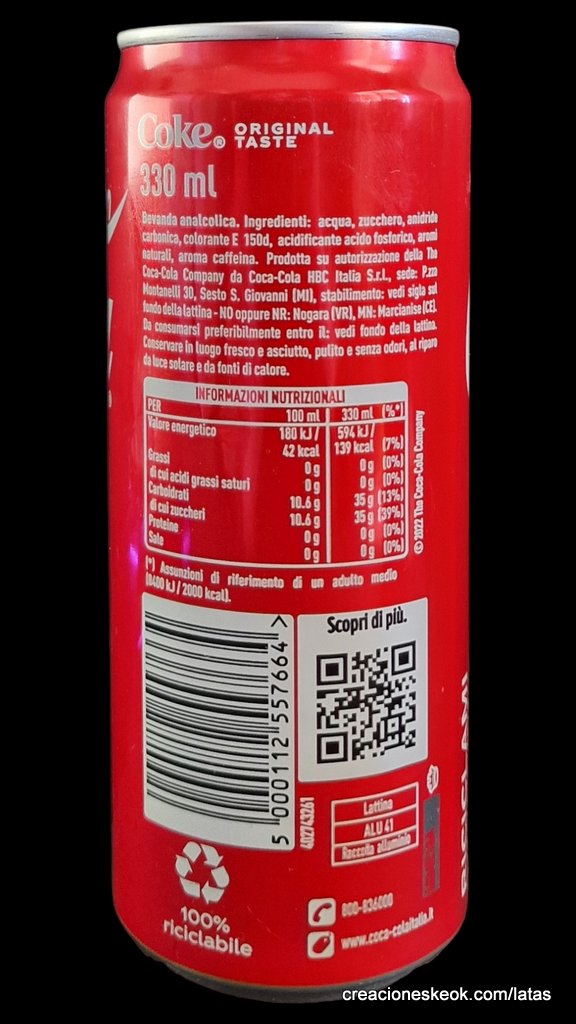 Coke® ORIGINAL TASTE
330 ml
Bevanda analcolica. Ingredienti: acqua, zucchero, anidride
carbonica, colorante E 150d, acidificante acido fosforico, aromi
naturali, aroma caffeina. Prodotta su autorizzazione della The
Coca-Cola Company da Coca-Cola HBC Italia S.r.l., sede: P.zza
Montanelli 30, Sesto S. Giovanni (MI), stabilimento: vedi sigla sul
fondo della lattina - NO oppure NR: Nogara (VR), MN: Marcianise (CE).
Da consumarsi preferibilmente entro il: vedi fondo della lattina.
Conservare in luogo fresco e asciutto, pulito e senza odori, al riparo
da luce solare e da fonti di calore.
INFORMAZIONI NUTRIZIONALI
PER 100 ml 330 ml (%*)
Valore energetico 180 kJ / 594 kJ /
42 kcal 139 kcal (7%)
Grassi 0 g 0 g (0%)
di cui acidi grassi saturi 0 g 0 g (0%)
Carboidrati 10.6 g 35 g (13%)
di cui zuccheri 10.6 g 35 g (39%)
Proteine 0 g 0 g (0%)
Sale 0 g 0 g (0%)
© 2022 The Coca-Cola Company
(*) Assunzioni di riferimento di un adulto medio
(8400 kJ / 2000 kcal).
Scopri di più.
5 000112 557664 >
402743261
Lattina
ALU 41
Raccolta alluminio
RICICLAMI
100%
riciclabile
800-836000
www.coca-colaitalia.it
creacioneskeok.com/latas